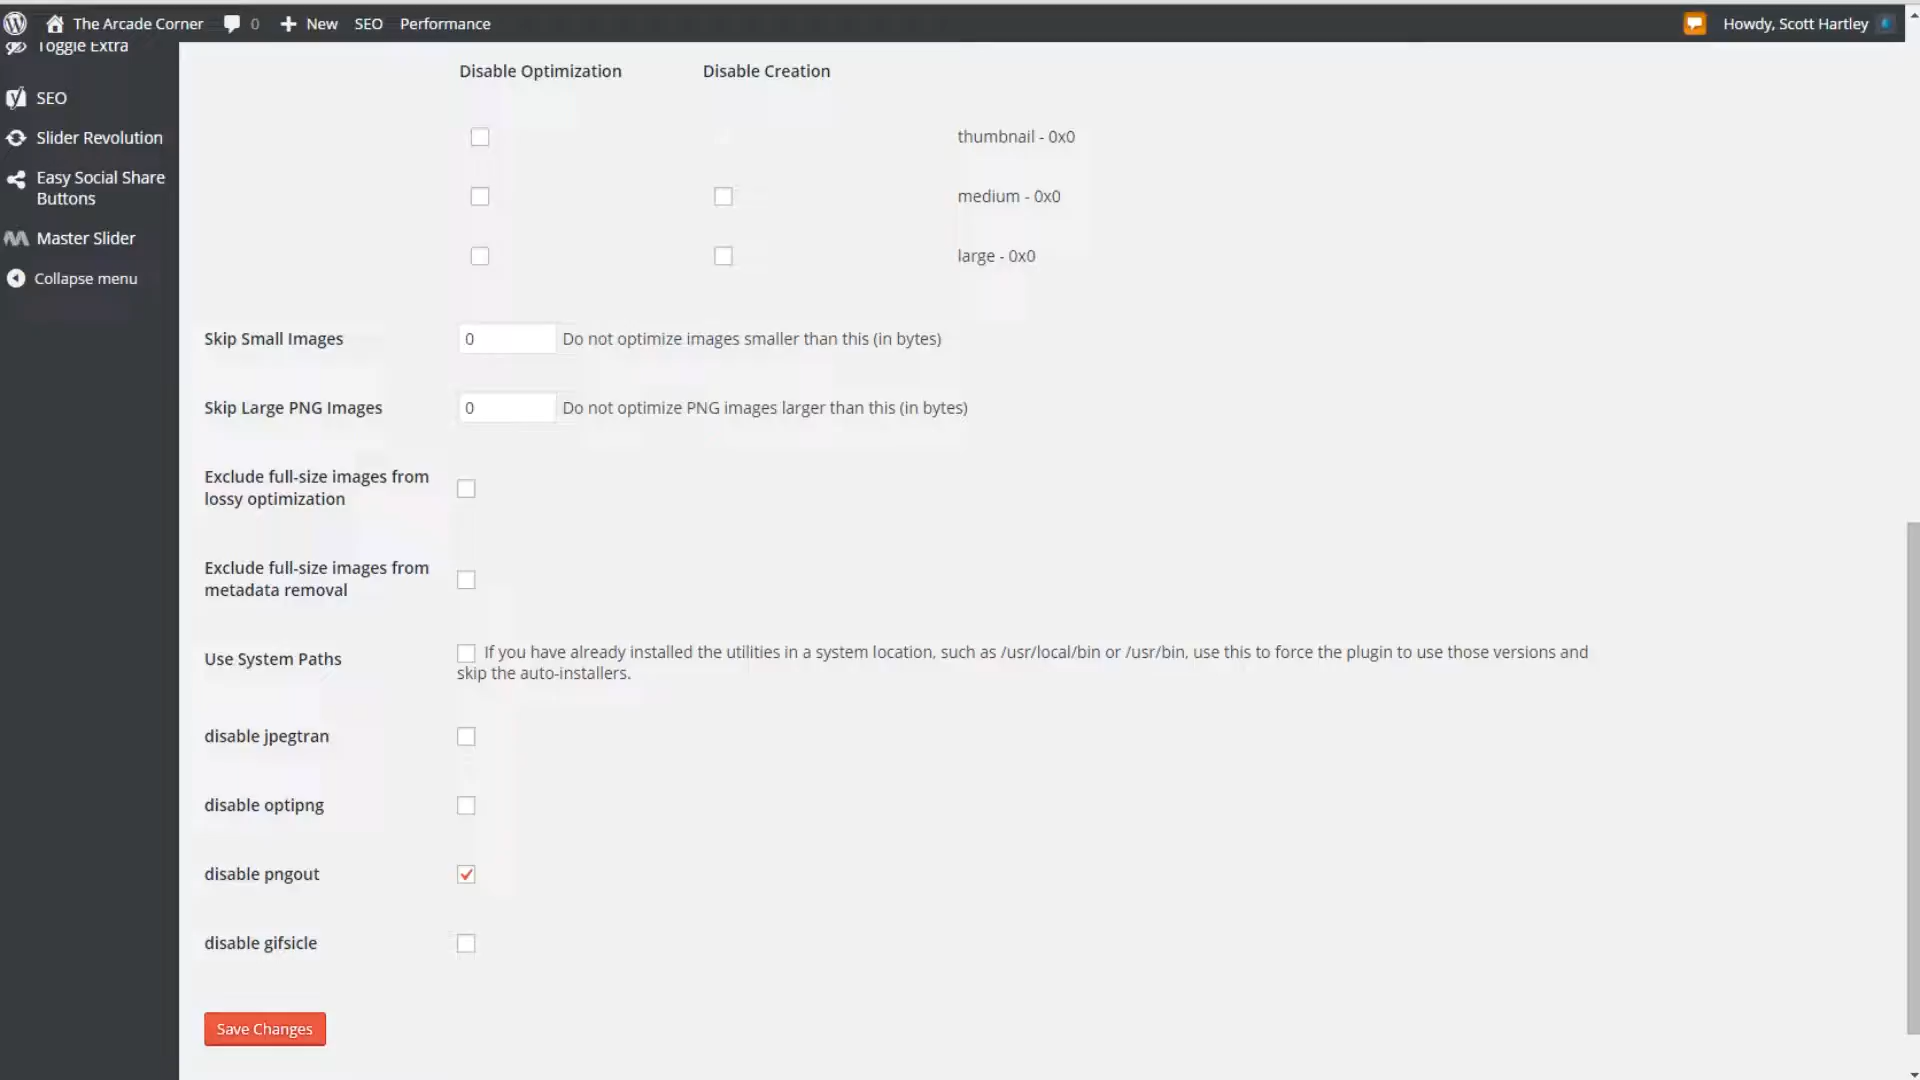 The Arcade Corner 0 New SEO Performance Howdy, Scott Hartley
Toggle Extra
SEO
Slider Revolution
Easy Social Share
Buttons
Master Slider
Collapse menu
Disable Optimization Disable Creation
thumbnail - 0x0
medium - 0x0
large - 0x0
Skip Small Images 0 Do not optimize images smaller than this (in bytes)
Skip Large PNG Images 0 Do not optimize PNG images larger than this (in bytes)
Exclude full-size images from
lossy optimization
Exclude full-size images from
metadata removal
Use System Paths If you have already installed the utilities in a system location, such as /usr/local/bin or /usr/bin, use this to force the plugin to use those versions and
skip the auto-installers.
disable jpegtran
disable optipng
disable pngout
disable gifsicle
Save Changes